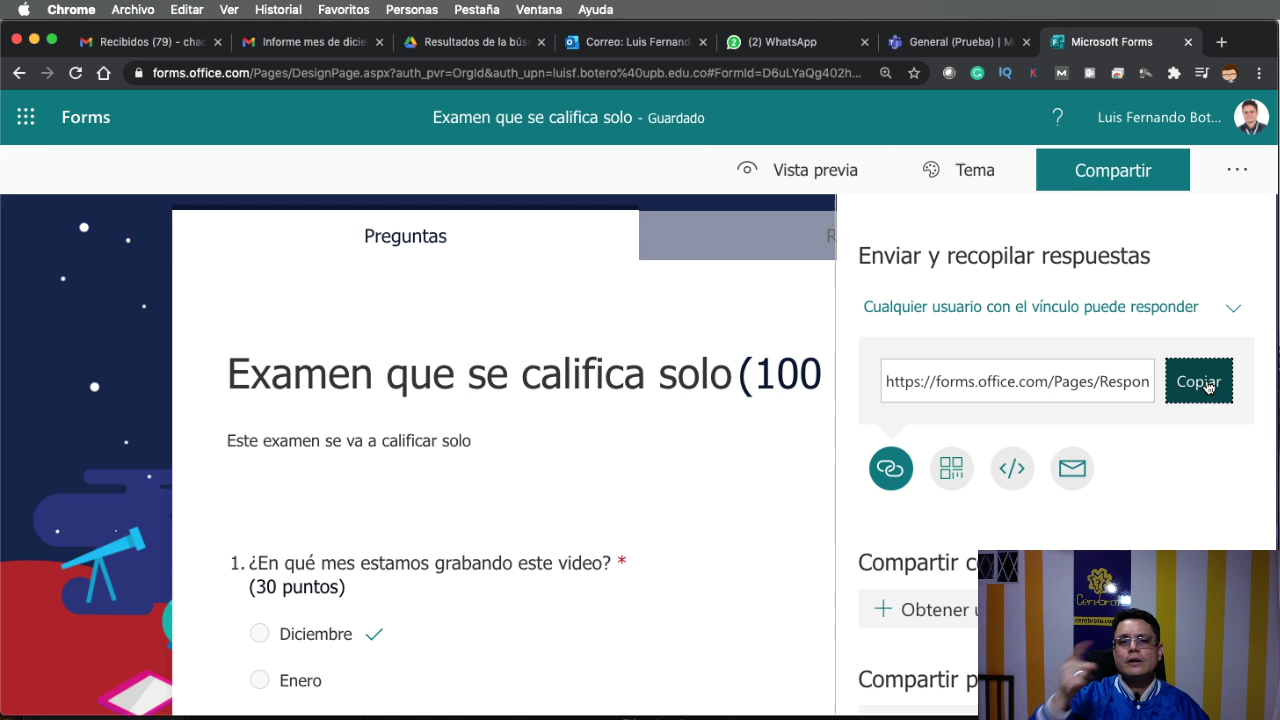 Chrome Archivo Editar Ver Historial Favoritos Personas Pestaña Ventana Ayuda
Recibidos (79) - chac
Informe mes de dicie
Resultados de la bús
Correo: Luis Fernand
(2) WhatsApp
General (Prueba) | M
Microsoft Forms
forms.office.com/Pages/DesignPage.aspx?auth_pvr=OrgId&auth_upn=luisf.botero%40upb.edu.co#FormId=D6uLYaQg402h...
Forms
Examen que se califica solo - Guardado
? Luis Fernando Bot...
Vista previa
Tema
Compartir
...
Preguntas
R
Enviar y recopilar respuestas
Cualquier usuario con el vínculo puede responder
https://forms.office.com/Pages/Respon
Copiar
Examen que se califica solo (100
Este examen se va a calificar solo
1. ¿En qué mes estamos grabando este video? *
(30 puntos)
Diciembre
Enero
Compartir c
+ Obtener u
Compartir p
Cerebrote
cerebrote.com